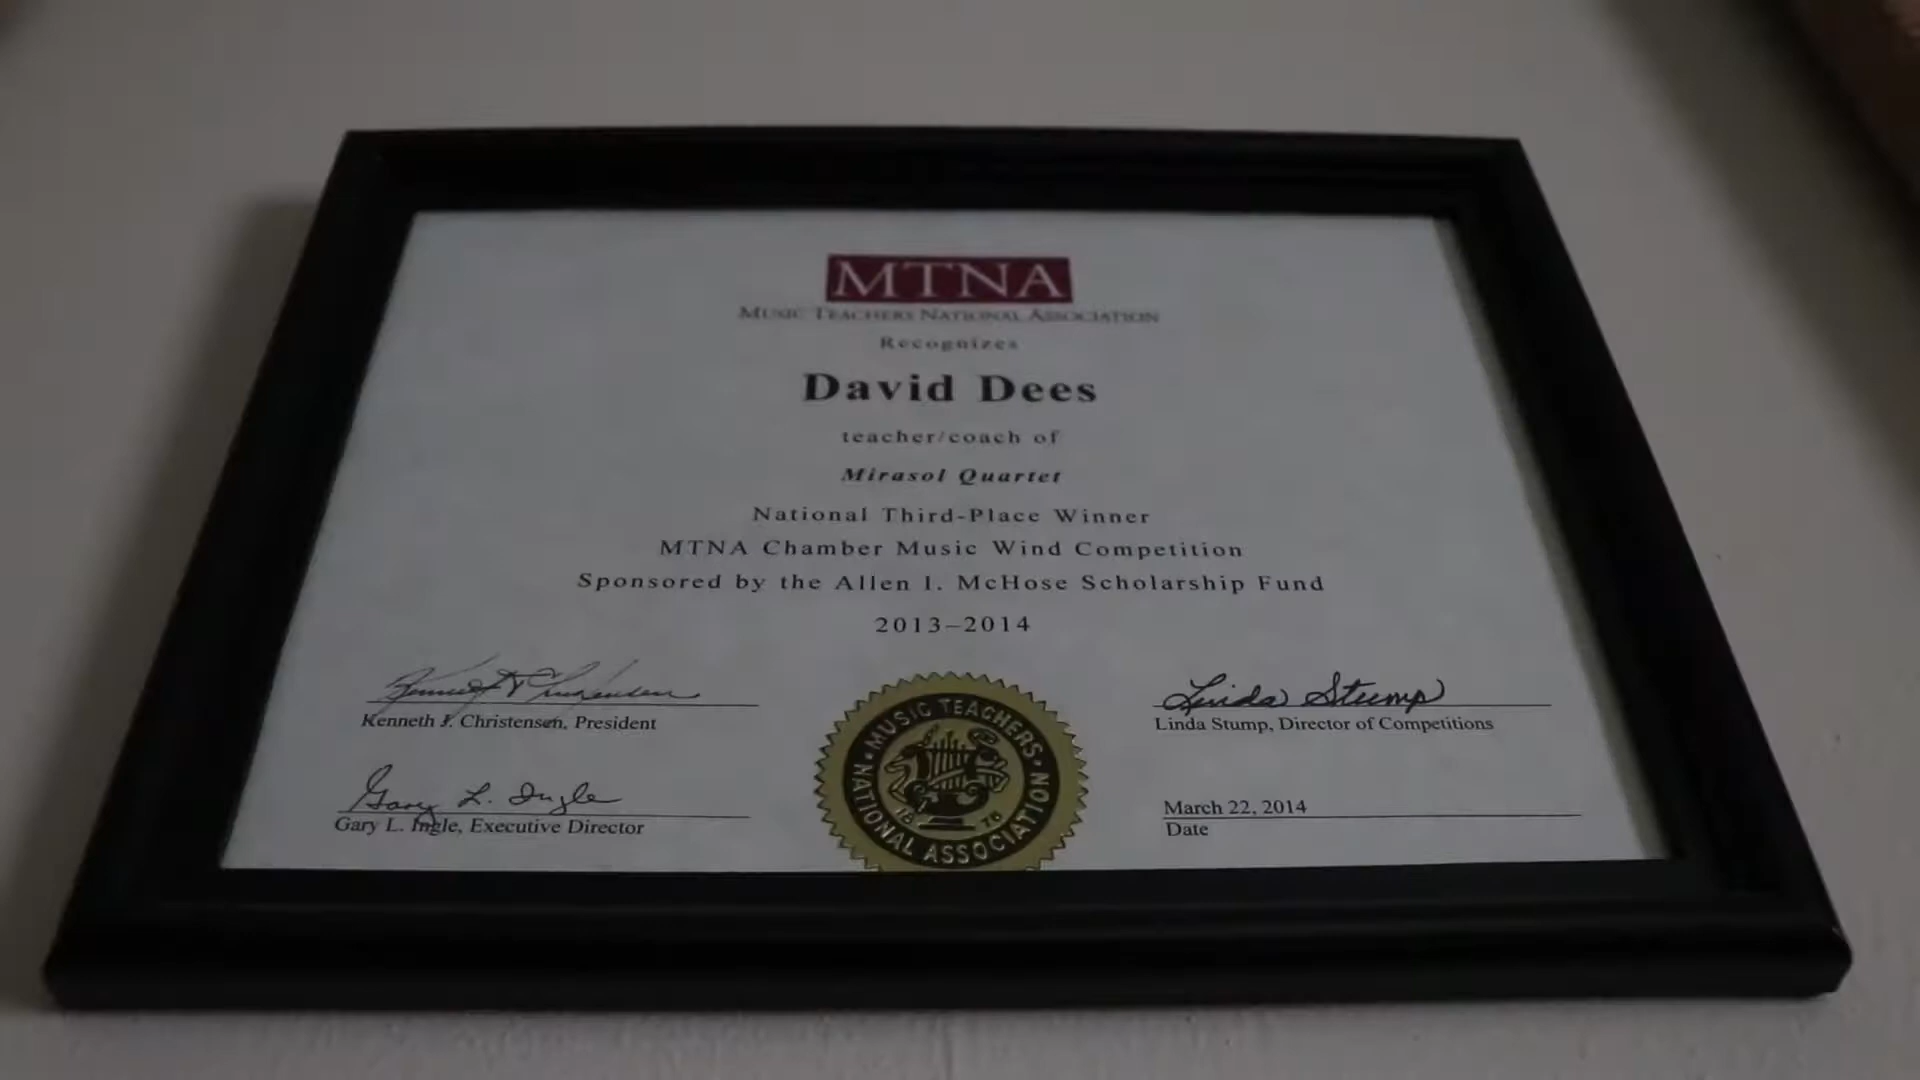 MTNA
MUSIC TEACHERS NATIONAL ASSOCIATION
Recognizes
David Dees
teacher/coach of
Mirasol Quartet
National Third-Place Winner
MTNA Chamber Music Wind Competition
Sponsored by the Allen I. McHose Scholarship Fund
2013–2014
Kenneth J. Christensen, President
Linda Stump
Linda Stump, Director of Competitions
Gary L. Ingle
Gary L. Ingle, Executive Director
March 22, 2014
Date
MUSIC TEACHERS NATIONAL ASSOCIATION
18 76